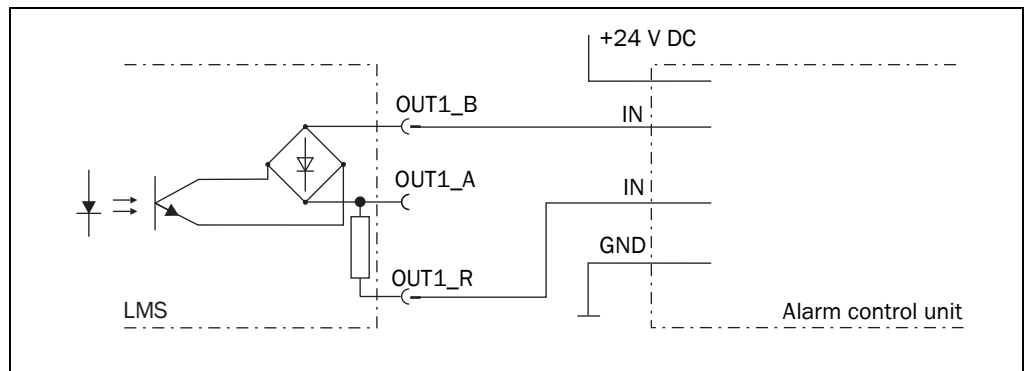 +24 V DC
OUT1_B
IN
OUT1_A
IN
GND
OUT1_R
LMS
Alarm control unit